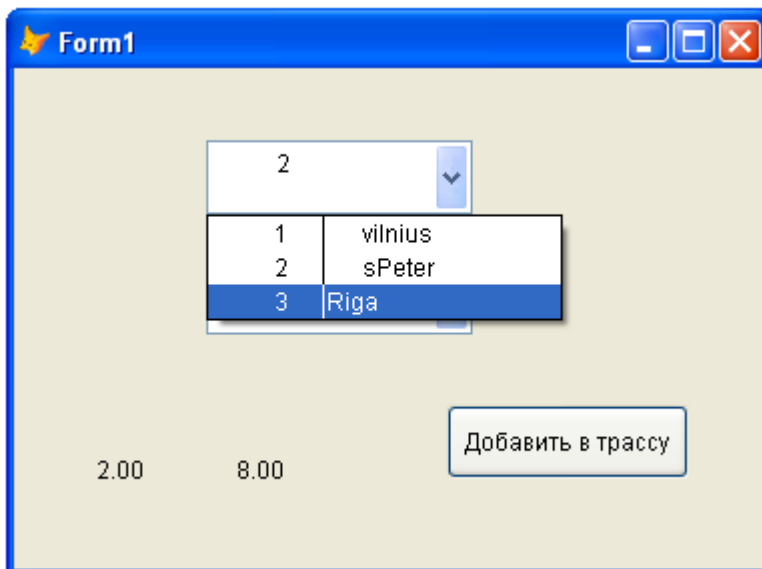 Form1
2
1 vilnius
2 sPeter
3 Riga
Добавить в трассу
2.00 8.00